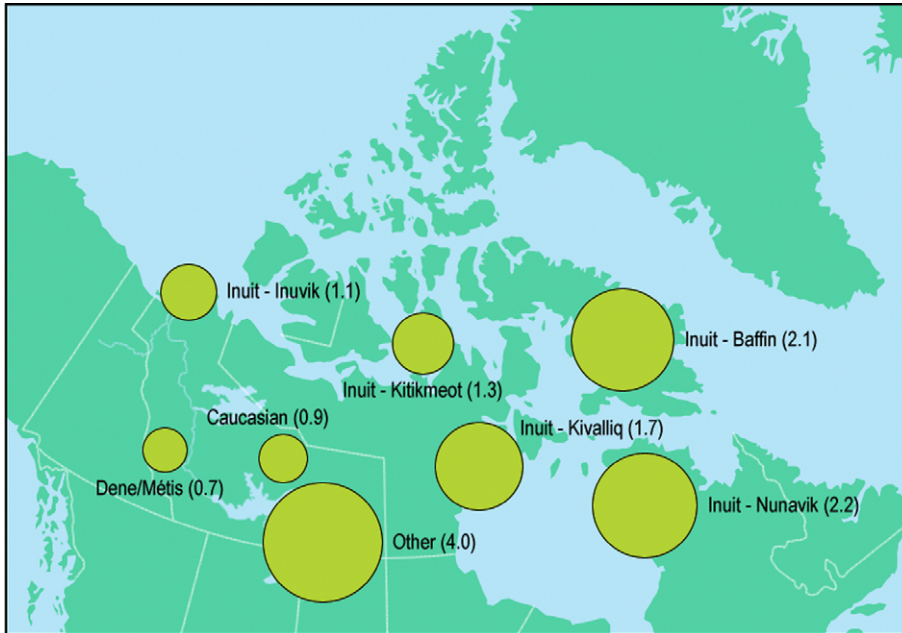 Inuit - Inuvik (1.1)
Inuit - Baffin (2.1)
Inuit - Kitikmeot (1.3)
Caucasian (0.9)
Inuit - Kivalliq (1.7)
Dene/Métis (0.7)
Inuit - Nunavik (2.2)
Other (4.0)